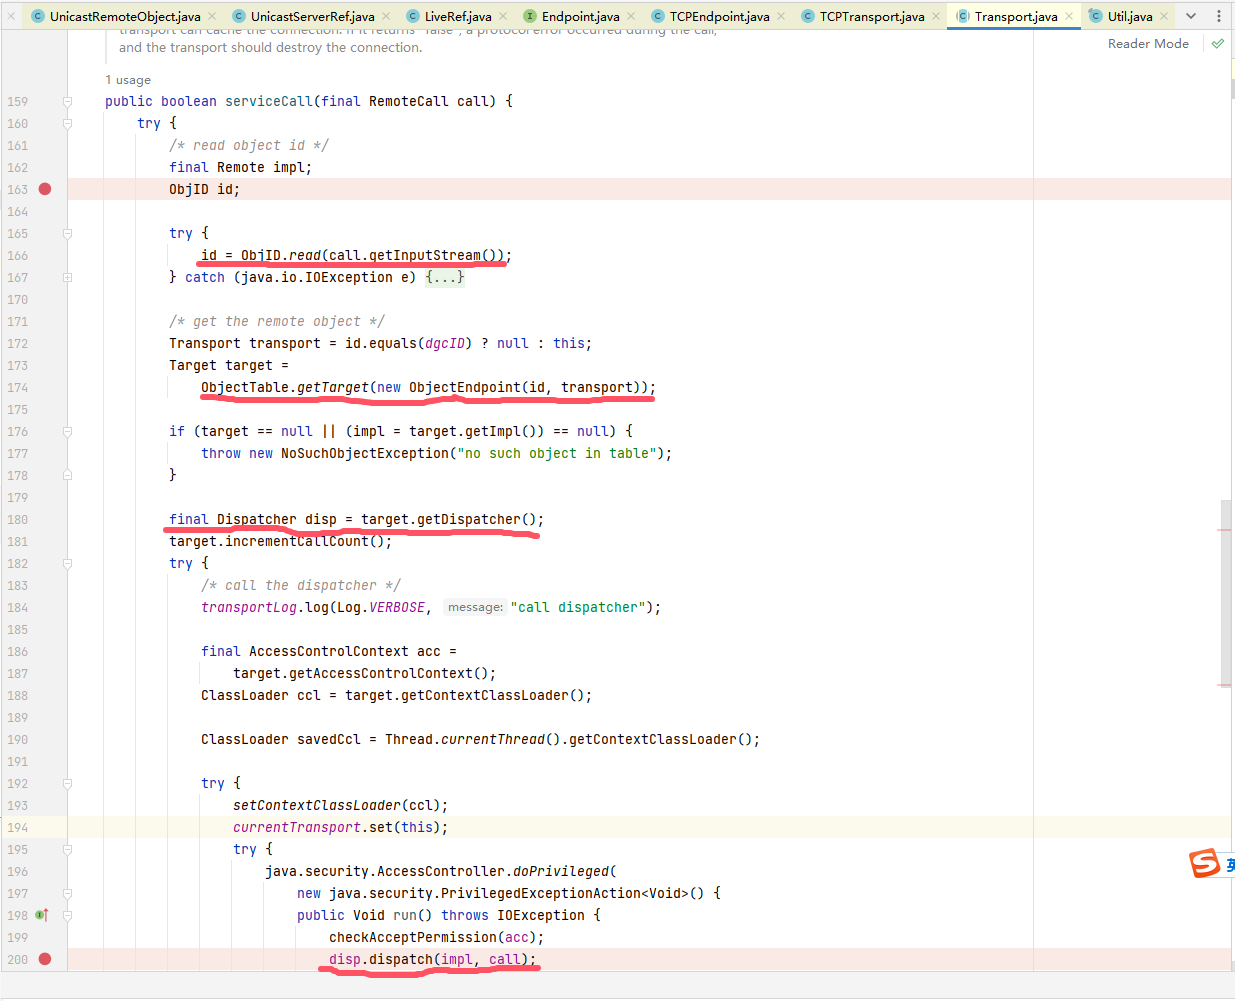 UnicastRemoteObject.java UnicastServerRef.java LiveRef.java Endpoint.java TCPEndpoint.java TCPTransport.java Transport.java Util.java
transport can cache the connection. If it returns "false", a protocol error occurred during the call,
and the transport should destroy the connection.
Reader Mode
1 usage
159 public boolean serviceCall(final RemoteCall call) {
160 try {
161 /* read object id */
162 final Remote impl;
163 ObjID id;
164
165 try {
166 id = ObjID.read(call.getInputStream());
167 } catch (java.io.IOException e) {...}
170
171 /* get the remote object */
172 Transport transport = id.equals(dgcID) ? null : this;
173 Target target =
174 ObjectTable.getTarget(new ObjectEndpoint(id, transport));
175
176 if (target == null || (impl = target.getImpl()) == null) {
177 throw new NoSuchObjectException("no such object in table");
178 }
179
180 final Dispatcher disp = target.getDispatcher();
181 target.incrementCallCount();
182 try {
183 /* call the dispatcher */
184 transportLog.log(Log.VERBOSE, message: "call dispatcher");
185
186 final AccessControlContext acc =
187 target.getAccessControlContext();
188 ClassLoader ccl = target.getContextClassLoader();
189
190 ClassLoader savedCcl = Thread.currentThread().getContextClassLoader();
191
192 try {
193 setContextClassLoader(ccl);
194 currentTransport.set(this);
195 try {
196 java.security.AccessController.doPrivileged(
197 new java.security.PrivilegedExceptionAction<Void>() {
198 public Void run() throws IOException {
199 checkAcceptPermission(acc);
200 disp.dispatch(impl, call);
英